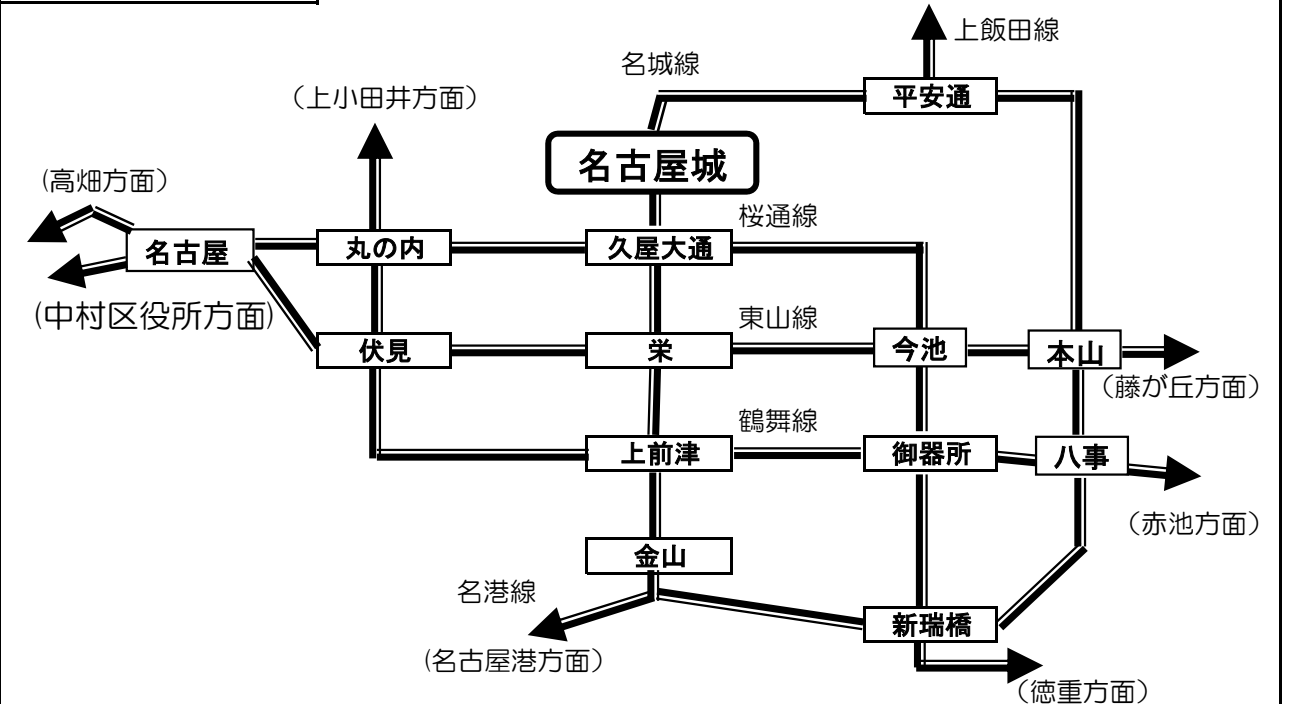 上飯田線
名城線
平安通
（上小田井方面）
名古屋城
(高畑方面）
桜通線
名古屋
丸の内
久屋大通
(中村区役所方面)
東山線
伏見
栄
今池
本山
（藤が丘方面）
鶴舞線
上前津
御器所
八事
（赤池方面）
金山
名港線
新瑞橋
(名古屋港方面）
（徳重方面）